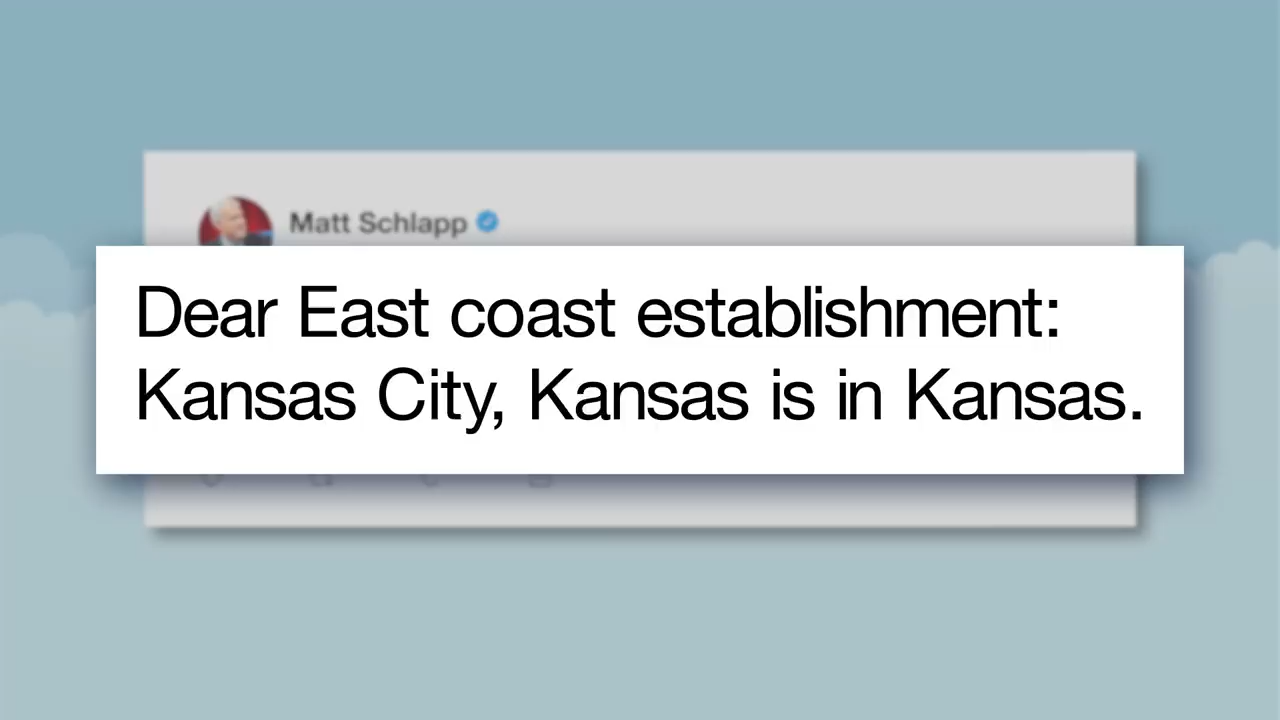 Matt Schlapp
Dear East coast establishment:
Kansas City, Kansas is in Kansas.